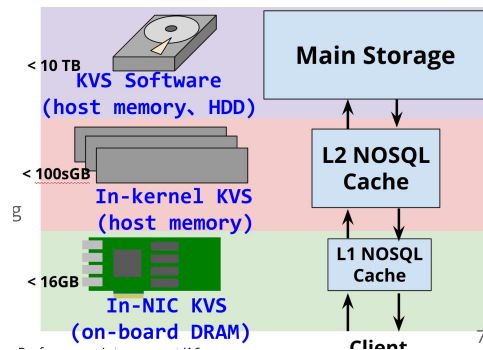 < 10 TB
KVS Software
(host memory、HDD)
Main Storage
< 100sGB
In-kernel KVS
(host memory)
L2 NOSQL
Cache
g
< 16GB
In-NIC KVS
(on-board DRAM)
L1 NOSQL
Cache
Client
7